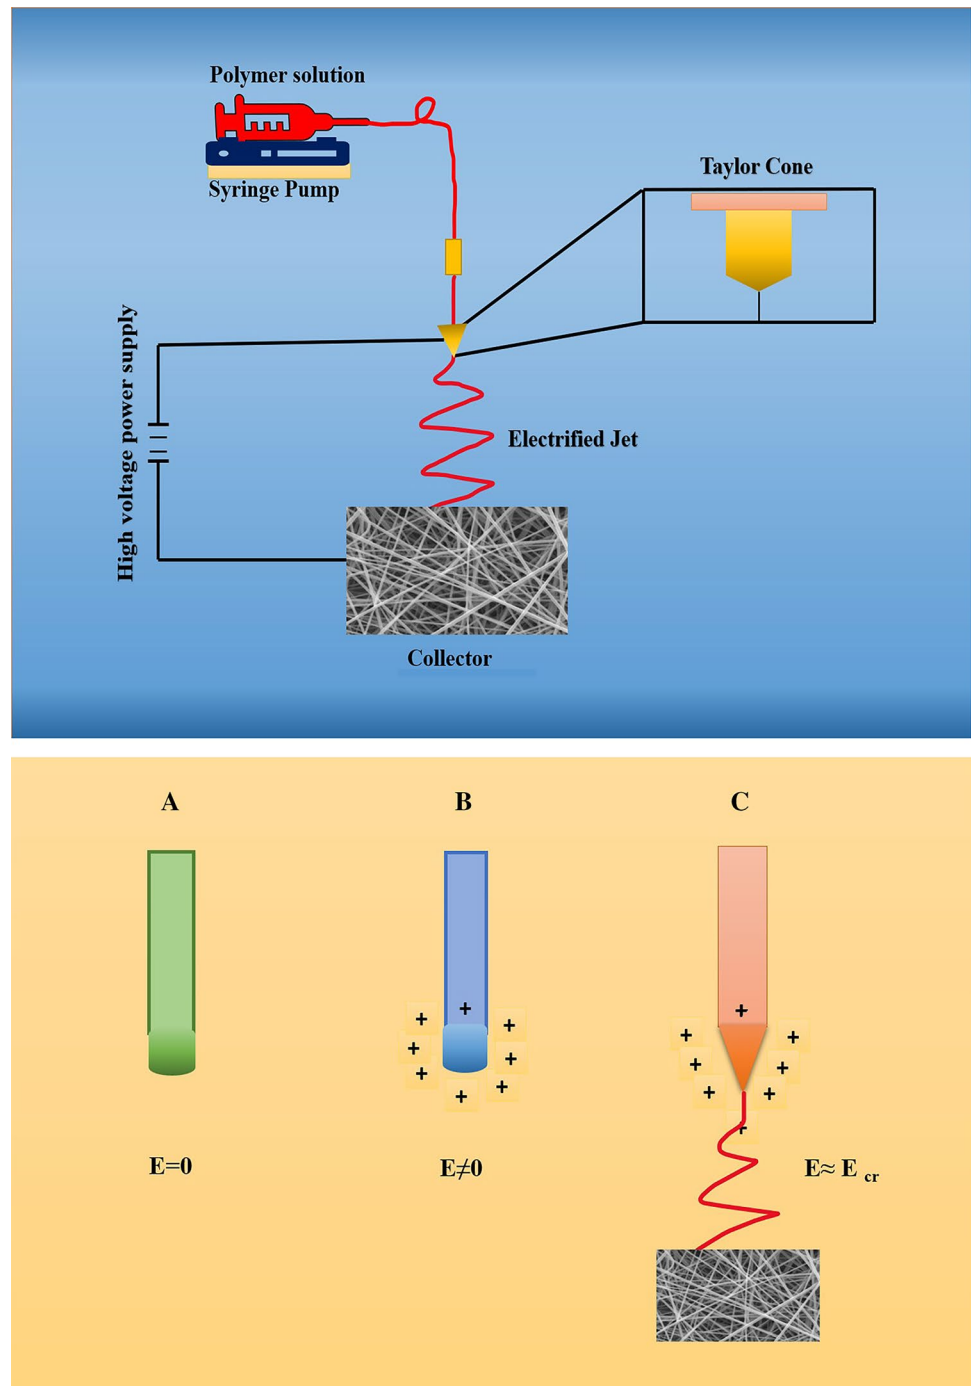 Polymer solution
Syringe Pump
Taylor Cone
High voltage power supply
Electrified Jet
Collector
A B C
+ + +
+ + + +
+ + + +
+ + + +
+ + +
+
E=0 E≠0 E≈ E cr